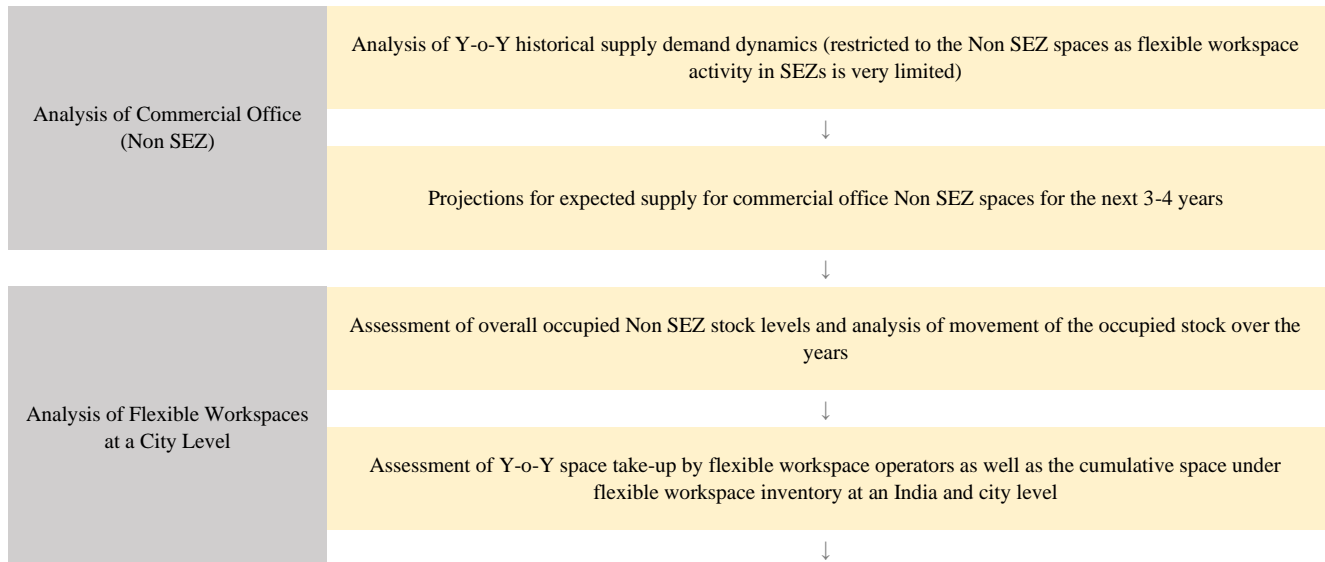 Analysis of Commercial Office
(Non SEZ)
Analysis of Y-o-Y historical supply demand dynamics (restricted to the Non SEZ spaces as flexible workspace
activity in SEZs is very limited)
↓
Projections for expected supply for commercial office Non SEZ spaces for the next 3-4 years
↓
Analysis of Flexible Workspaces
at a City Level
Assessment of overall occupied Non SEZ stock levels and analysis of movement of the occupied stock over the
years
↓
Assessment of Y-o-Y space take-up by flexible workspace operators as well as the cumulative space under
flexible workspace inventory at an India and city level
↓